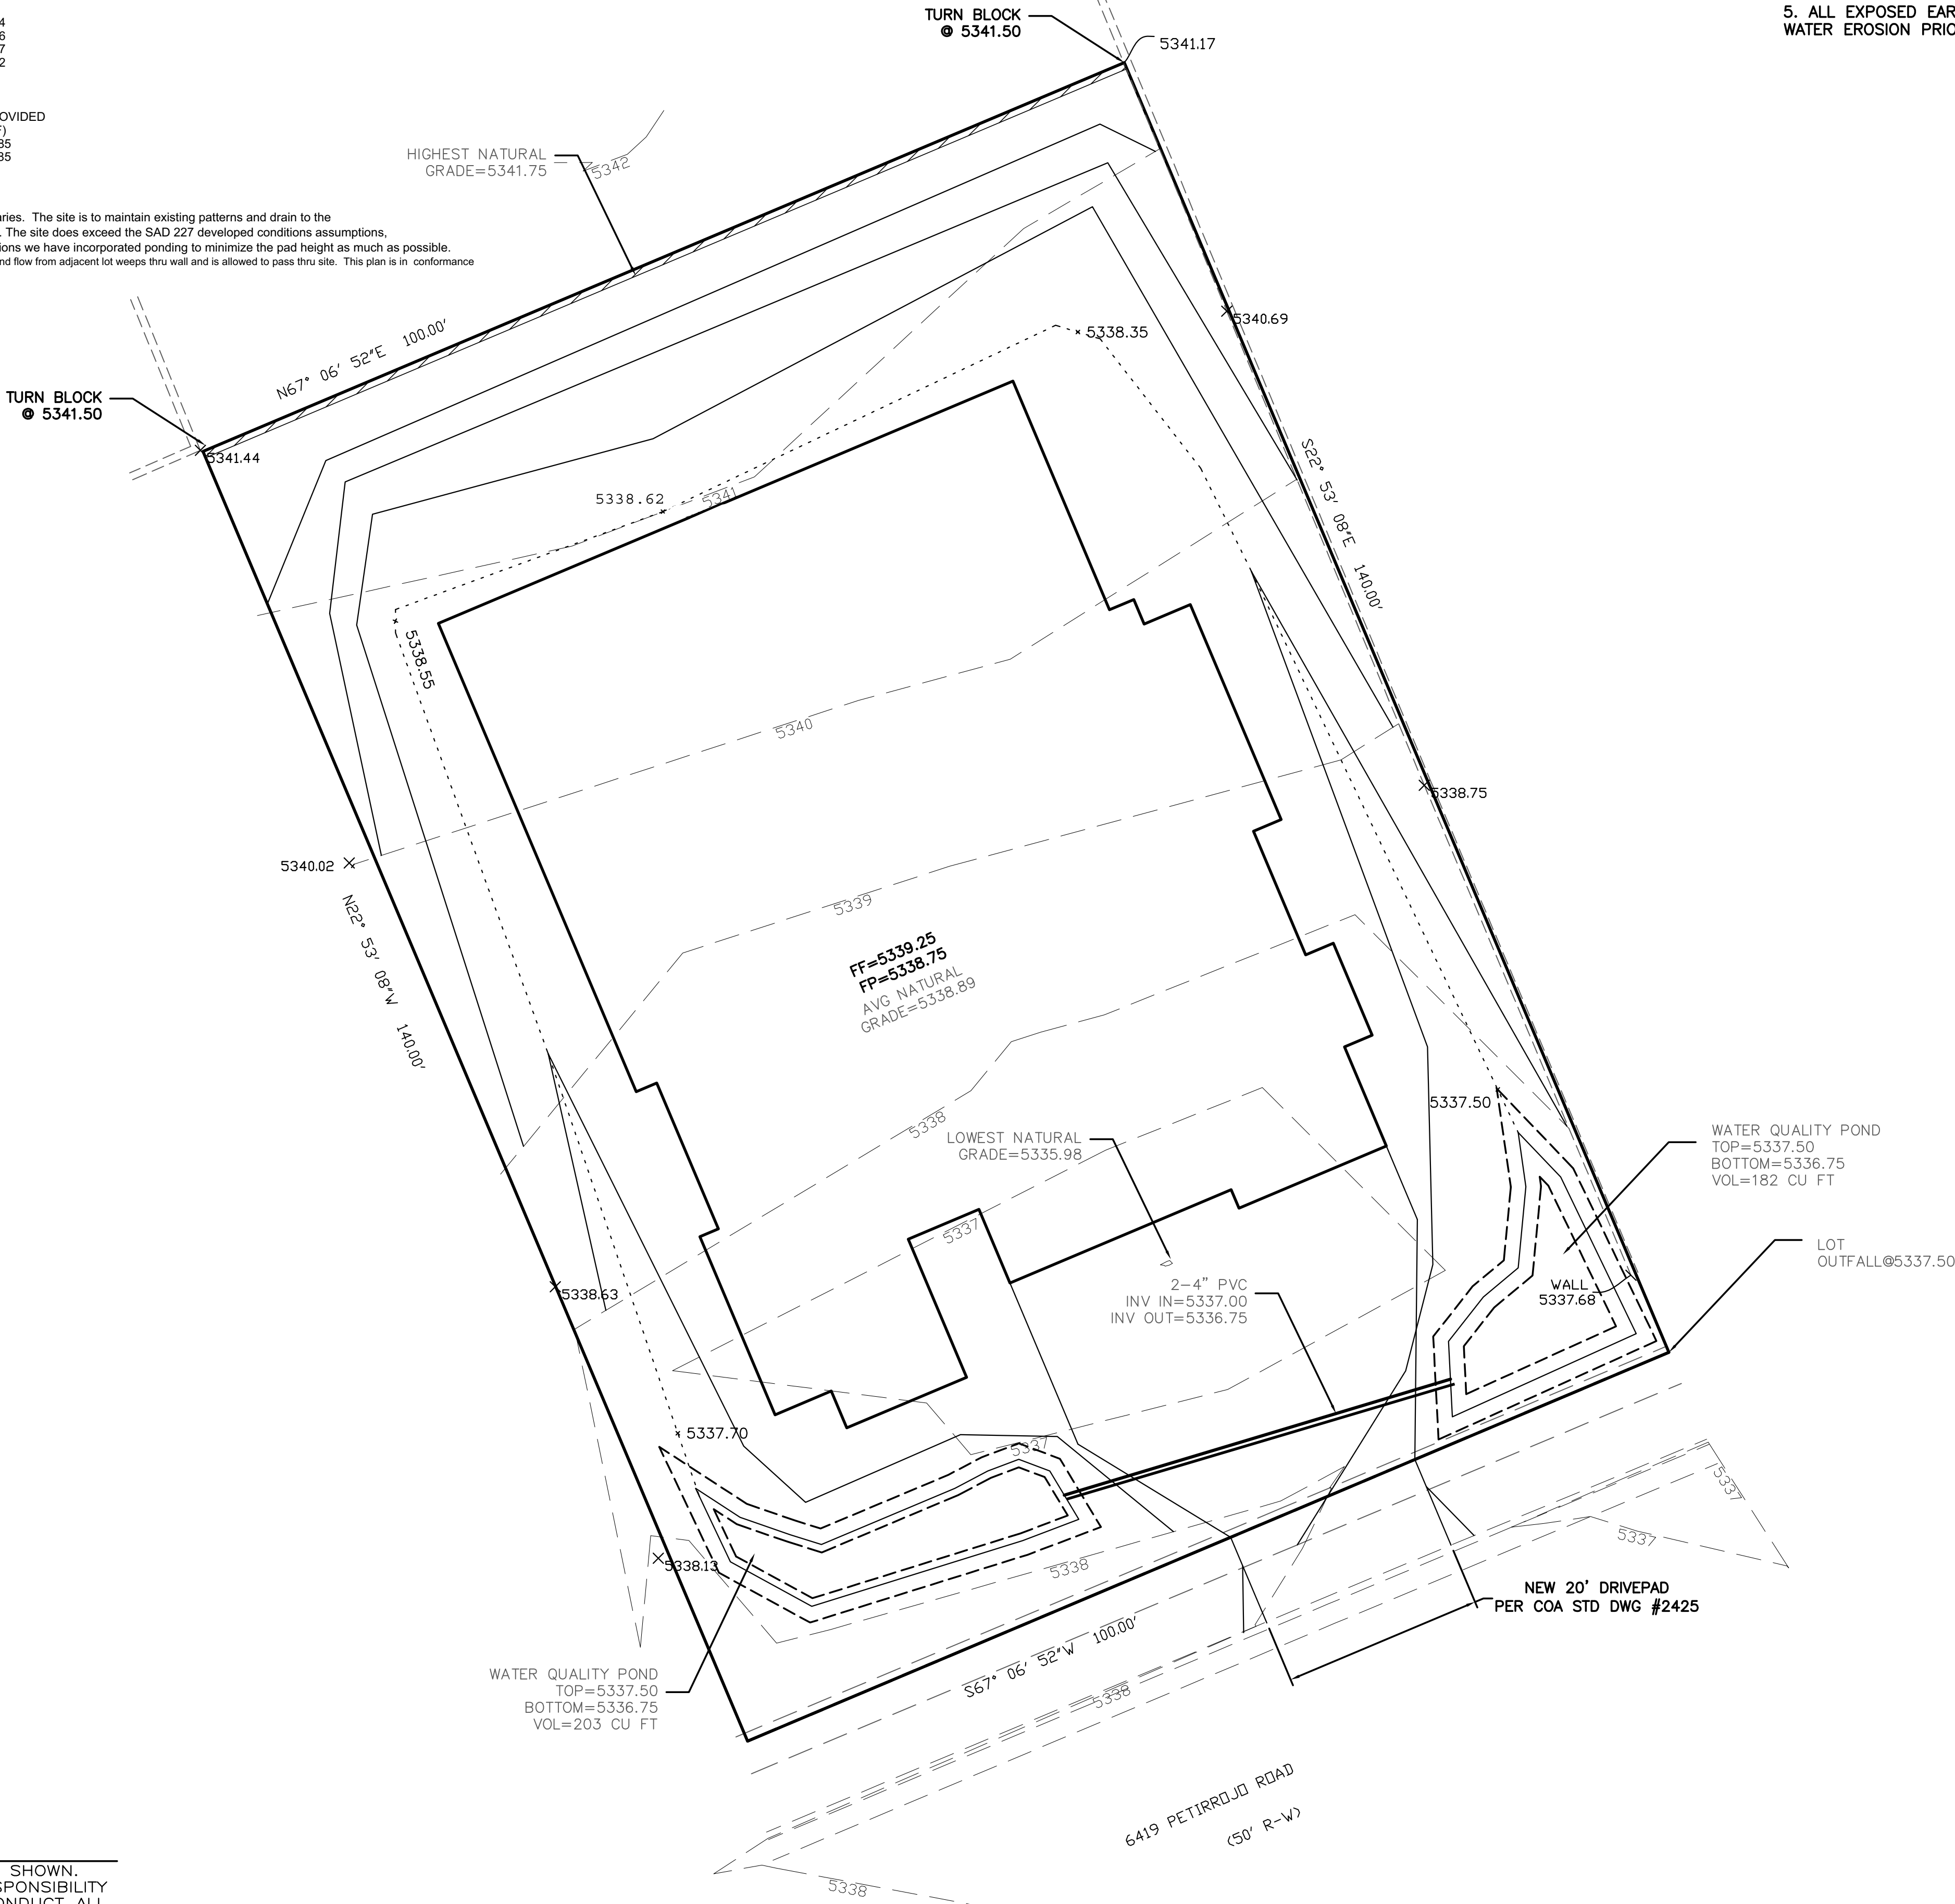 4
6
7
2
OVIDED
F)
85
85
aries. The site is to maintain existing patterns and drain to the
. The site does exceed the SAD 227 developed conditions assumptions,
ions we have incorporated ponding to minimize the pad height as much as possible.
nd flow from adjacent lot weeps thru wall and is allowed to pass thru site. This plan is in conformance
5. ALL EXPOSED EAR
WATER EROSION PRIO
TURN BLOCK
@ 5341.50
5341.17
HIGHEST NATURAL
GRADE=5341.75
5342
5340.69
N67° 06' 52"E 100.00'
5338.35
TURN BLOCK
@ 5341.50
5341.44
5338.62
5341
S22° 53' 08"E 140.00'
5338.55
5340
5338.75
5340.02
N22° 53' 08"W 140.00'
5339
FF=5339.25
FP=5338.75
AVG NATURAL
GRADE=5338.89
5337.50
5338
LOWEST NATURAL
GRADE=5335.98
WATER QUALITY POND
TOP=5337.50
BOTTOM=5336.75
VOL=182 CU FT
5337
LOT
OUTFALL@5337.50
2-4" PVC
INV IN=5337.00
INV OUT=5336.75
WALL
5337.68
5338.63
5337.70
5337
5337
5337
5338.13
5338
NEW 20' DRIVEPAD
PER COA STD DWG #2425
S67° 06' 52"W 100.00'
WATER QUALITY POND
TOP=5337.50
BOTTOM=5336.75
VOL=203 CU FT
5338
6419 PETIRROJO ROAD
(50' R-W)
5338
SHOWN.
SPONSIBILITY
ONDUCT ALL